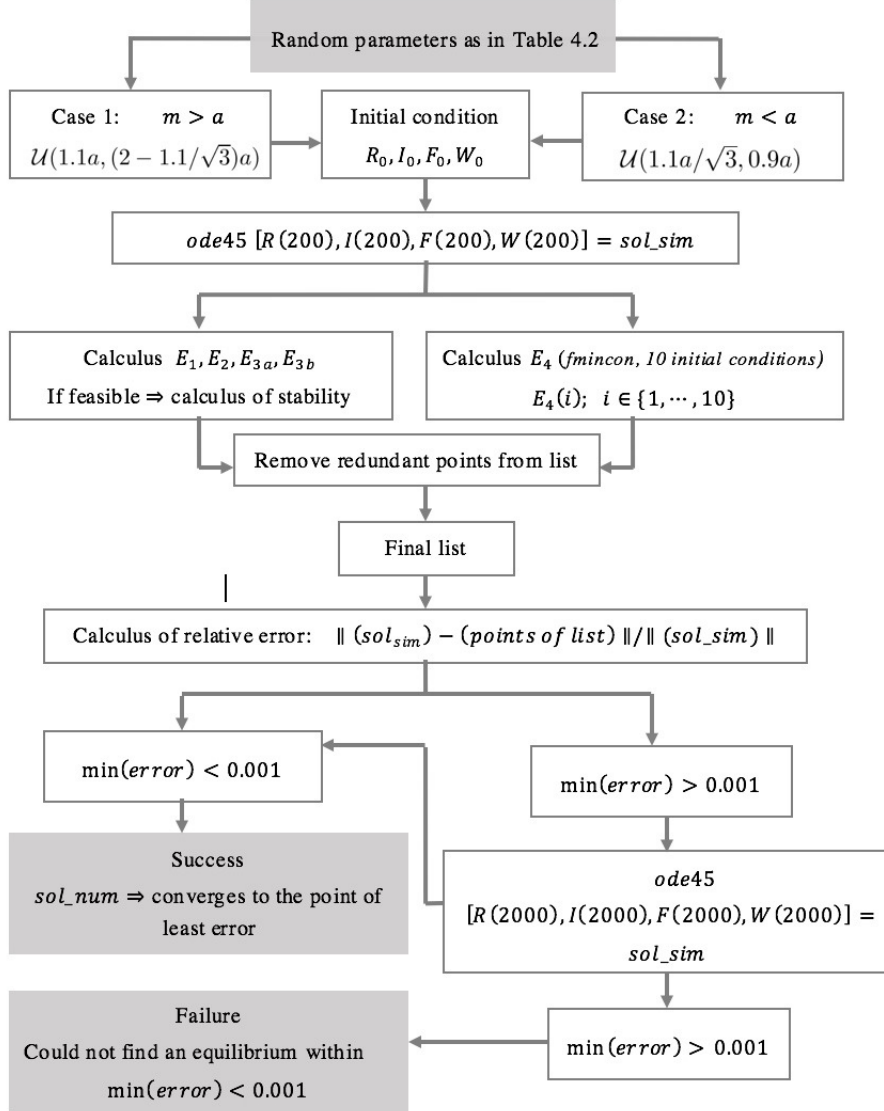 Random parameters as in Table 4.2
Case 1: m > a
𝒰(1.1a, (2 − 1.1/√3)a)
Initial condition
R₀, I₀, F₀, W₀
Case 2: m < a
𝒰(1.1a/√3, 0.9a)
ode45 [R(200), I(200), F(200), W(200)] = sol_sim
Calculus E₁, E₂, E₃ₐ, E₃b
If feasible ⇒ calculus of stability
Calculus E₄ (fmincon, 10 initial conditions)
E₄(i); i ∈ {1, ⋯, 10}
Remove redundant points from list
Final list
Calculus of relative error: ‖ (sol_sim) − (points of list) ‖/‖ (sol_sim) ‖
min(error) < 0.001
min(error) > 0.001
Success
sol_num ⇒ converges to the point of
least error
ode45
[R(2000), I(2000), F(2000), W(2000)] =
sol_sim
Failure
Could not find an equilibrium within
min(error) < 0.001
min(error) > 0.001